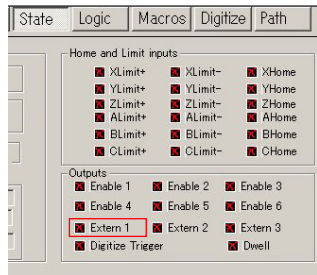 State Logic Macros Digitize Path
Home and Limit inputs
XLimit+ XLimit- XHome
YLimit+ YLimit- YHome
ZLimit+ ZLimit- ZHome
ALimit+ ALimit- AHome
BLimit+ BLimit- BHome
CLimit+ CLimit- CHome
Outputs
Enable 1 Enable 2 Enable 3
Enable 4 Enable 5 Enable 6
Extern 1 Extern 2 Extern 3
Digitize Trigger Dwell